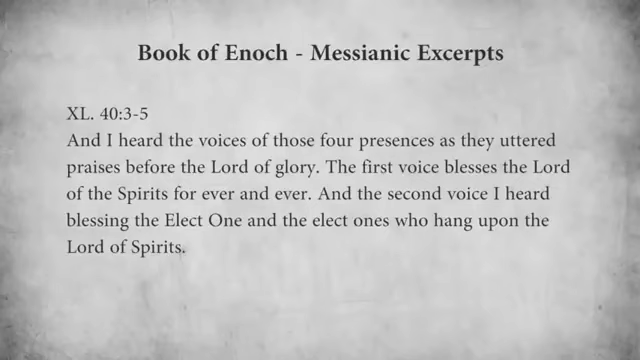 Book of Enoch - Messianic Excerpts
XL. 40:3-5
And I heard the voices of those four presences as they uttered
praises before the Lord of glory. The first voice blesses the Lord
of the Spirits for ever and ever. And the second voice I heard
blessing the Elect One and the elect ones who hang upon the
Lord of Spirits.